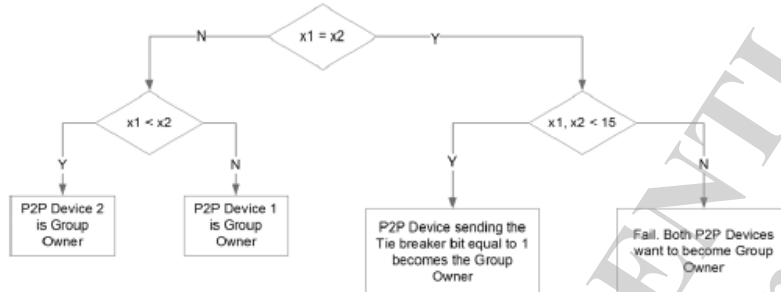 x1 = x2
N
Y
x1 < x2
x1, x2 < 15
Y
N
Y
N
P2P Device 2
is Group
Owner
P2P Device 1
is Group
Owner
P2P Device sending the
Tie breaker bit equal to 1
becomes the Group
Owner
Fail. Both P2P Devices
want to become Group
Owner